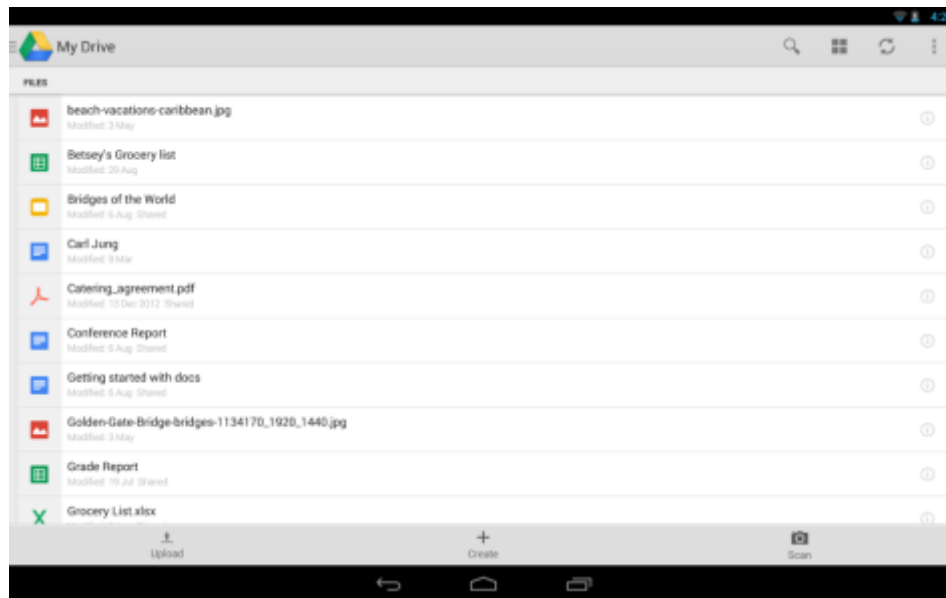 4:2
My Drive
FILES
beach-vacations-caribbean.jpg
Modified: 3 May
Betsey's Grocery list
Modified: 29 Aug
Bridges of the World
Modified: 6 Aug Shared
Carl Jung
Modified: 9 Mar
Catering_agreement.pdf
Modified: 13 Dec 2012 Shared
Conference Report
Modified: 6 Aug Shared
Getting started with docs
Modified: 6 Aug Shared
Golden-Gate-Bridge-bridges-1134170_1920_1440.jpg
Modified: 3 May
Grade Report
Modified: 19 Jul Shared
Grocery List.xlsx
Upload
Create
Scan